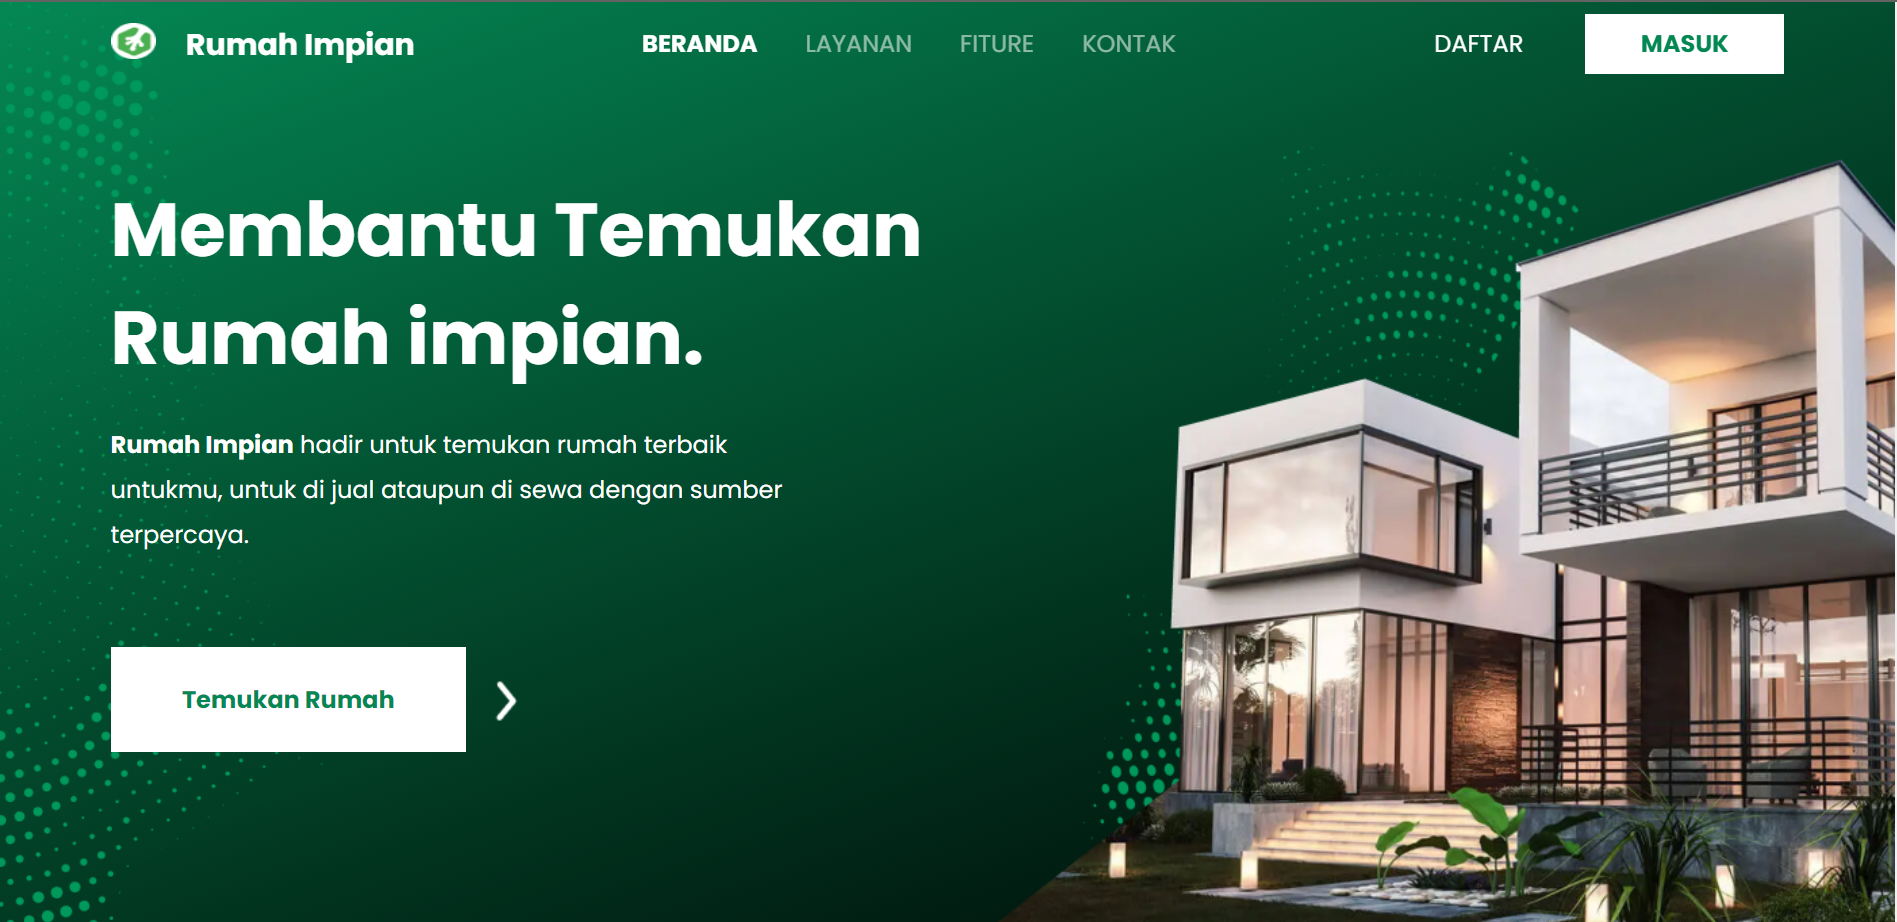 Rumah Impian
BERANDA LAYANAN FITURE KONTAK
DAFTAR MASUK
Membantu Temukan
Rumah impian.
Rumah Impian hadir untuk temukan rumah terbaik
untukmu, untuk di jual ataupun di sewa dengan sumber
terpercaya.
Temukan Rumah